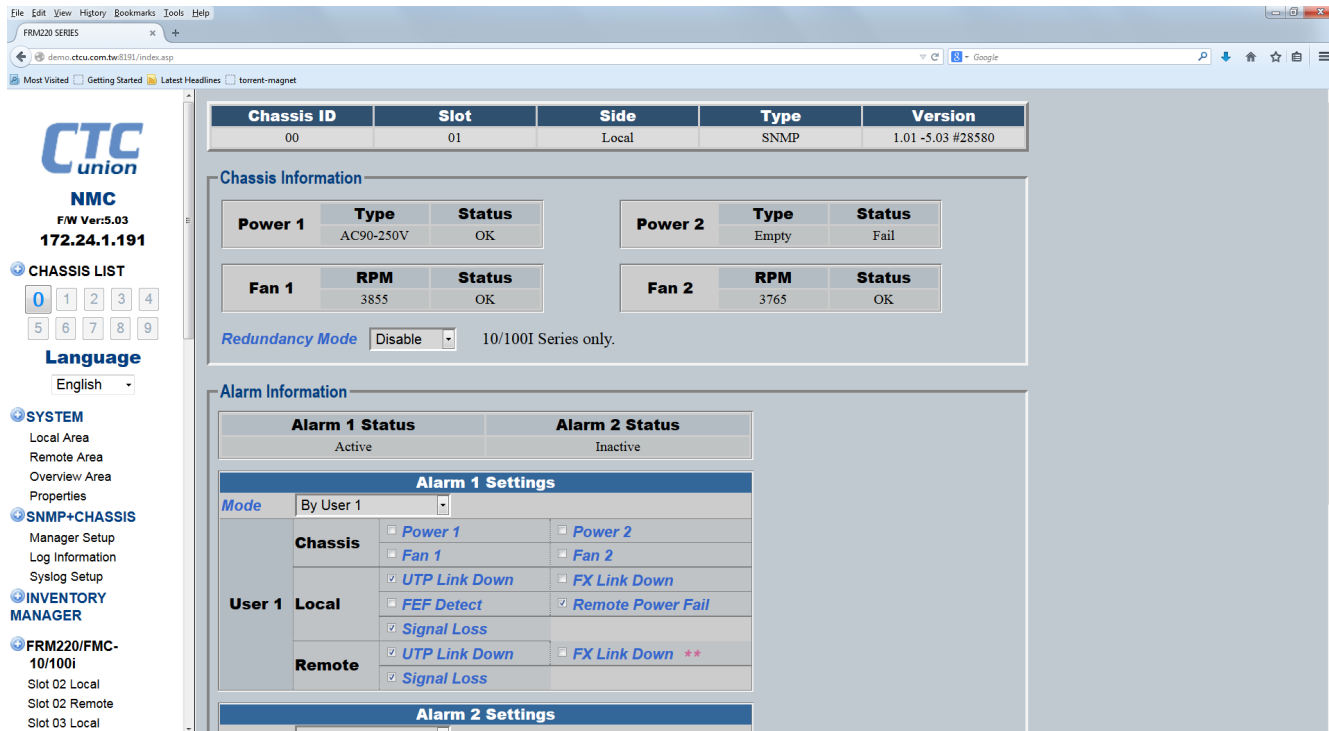 File Edit View History Bookmarks Tools Help
FRM220 SERIES × +
demo.ctcu.com.tw:8191/index.asp
Google
Most Visited Getting Started Latest Headlines torrent-magnet
CTC
union
NMC
F/W Ver:5.03
172.24.1.191
CHASSIS LIST
0 1 2 3 4
5 6 7 8 9
Language
English
SYSTEM
Local Area
Remote Area
Overview Area
Properties
SNMP+CHASSIS
Manager Setup
Log Information
Syslog Setup
INVENTORY
MANAGER
FRM220/FMC-
10/100i
Slot 02 Local
Slot 02 Remote
Slot 03 Local
Chassis ID Slot Side Type Version
00 01 Local SNMP 1.01 -5.03 #28580
Chassis Information
Power 1 Type Status
AC90-250V OK
Power 2 Type Status
Empty Fail
Fan 1 RPM Status
3855 OK
Fan 2 RPM Status
3765 OK
Redundancy Mode Disable 10/100I Series only.
Alarm Information
Alarm 1 Status Alarm 2 Status
Active Inactive
Alarm 1 Settings
Mode By User 1
User 1
Chassis
Power 1 Power 2
Fan 1 Fan 2
Local
UTP Link Down FX Link Down
FEF Detect Remote Power Fail
Signal Loss
Remote
UTP Link Down FX Link Down **
Signal Loss
Alarm 2 Settings